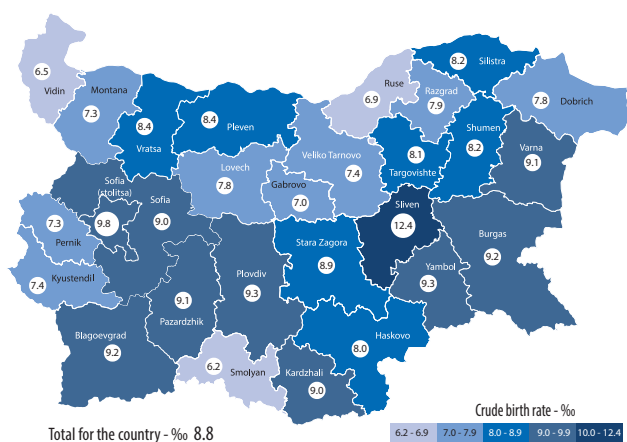 8.2
Silistra
6.5
Vidin
Montana
7.3
Ruse
6.9
Razgrad
7.9
7.8
Dobrich
8.4
Vratsa
8.4
Pleven
Shumen
8.2
Varna
9.1
Veliko Tarnovo
7.4
8.1
Targovishte
Lovech
7.8
Gabrovo
7.0
Sofia
(stolitsa)
9.8
Sofia
9.0
Sliven
12.4
7.3
Pernik
Burgas
9.2
Stara Zagora
8.9
7.4
Kyustendil
Plovdiv
9.3
Yambol
9.3
9.1
Pazardzhik
Blagoevgrad
9.2
Haskovo
8.0
6.2
Smolyan
Kardzhali
9.0
Total for the country - ‰ 8.8
Crude birth rate - ‰
6.2 - 6.9 7.0 - 7.9 8.0 - 8.9 9.0 - 9.9 10.0 - 12.4